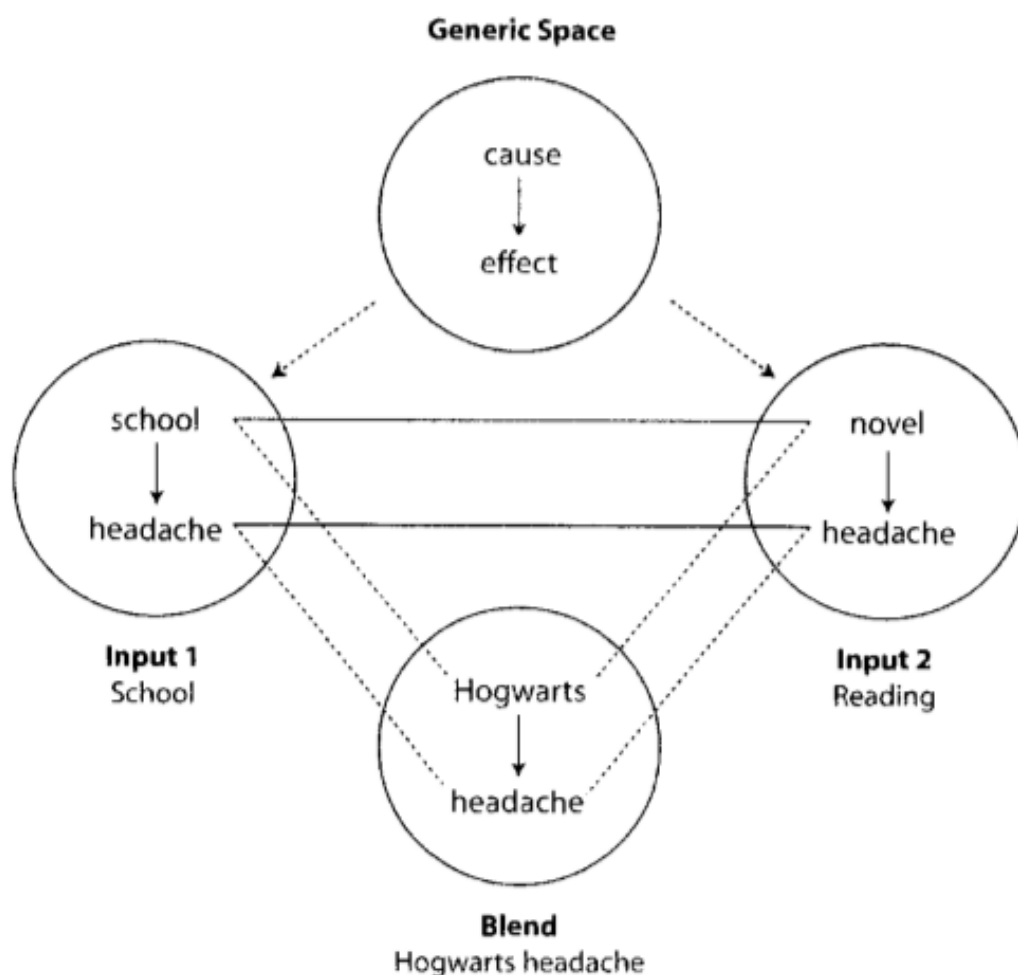 Generic Space
cause
effect
school
novel
headache
headache
Input 1
School
Input 2
Reading
Hogwarts
headache
Blend
Hogwarts headache